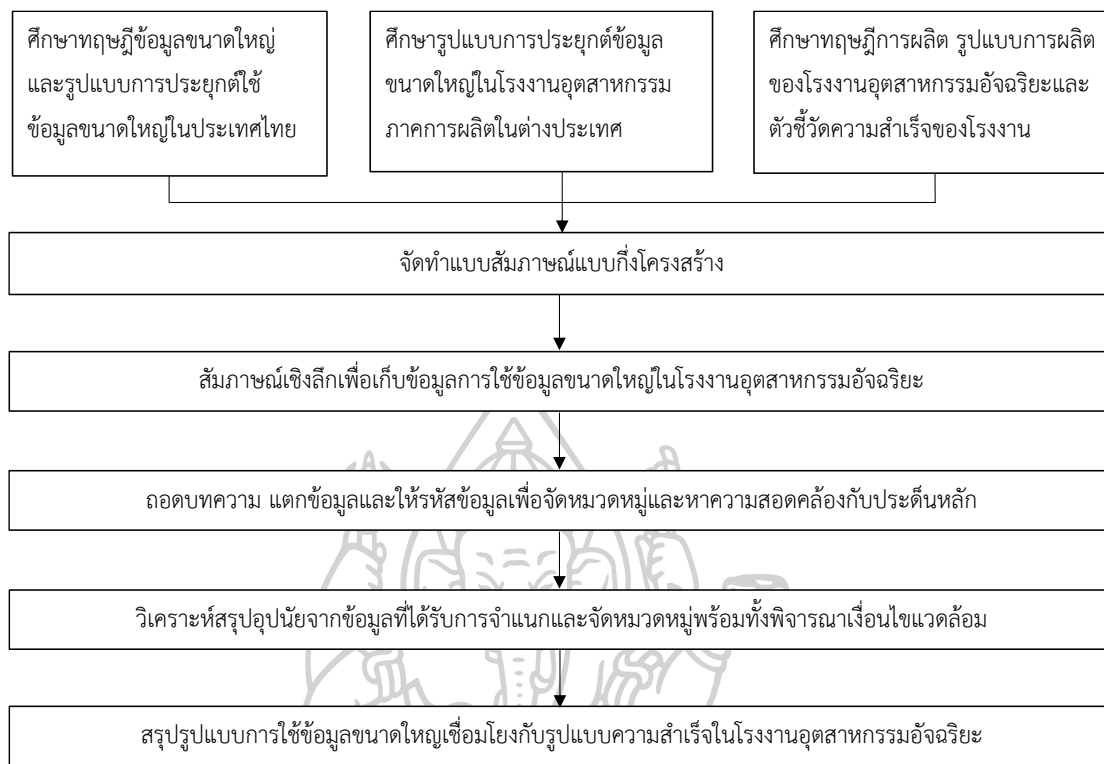 ศึกษาทฤษฎีข้อมูลขนาดใหญ่
และรูปแบบการประยุกต์ใช้
ข้อมูลขนาดใหญ่ในประเทศไทย
ศึกษารูปแบบการประยุกต์ข้อมูล
ขนาดใหญ่ในโรงงานอุตสาหกรรม
ภาคการผลิตในต่างประเทศ
ศึกษาทฤษฎีการผลิต รูปแบบการผลิต
ของโรงงานอุตสาหกรรมอัจฉริยะและ
ตัวชี้วัดความสำเร็จของโรงงาน
จัดทำแบบสัมภาษณ์แบบกึ่งโครงสร้าง
สัมภาษณ์เชิงลึกเพื่อเก็บข้อมูลการใช้ข้อมูลขนาดใหญ่ในโรงงานอุตสาหกรรมอัจฉริยะ
ถอดบทความ แตกข้อมูลและให้รหัสข้อมูลเพื่อจัดหมวดหมู่และหาความสอดคล้องกับประด็นหลัก
วิเคราะห์สรุปอุปนัยจากข้อมูลที่ได้รับการจำแนกและจัดหมวดหมู่พร้อมทั้งพิจารณาเงื่อนไขแวดล้อม
สรุปรูปแบบการใช้ข้อมูลขนาดใหญ่เชื่อมโยงกับรูปแบบความสำเร็จในโรงงานอุตสาหกรรมอัจฉริยะ